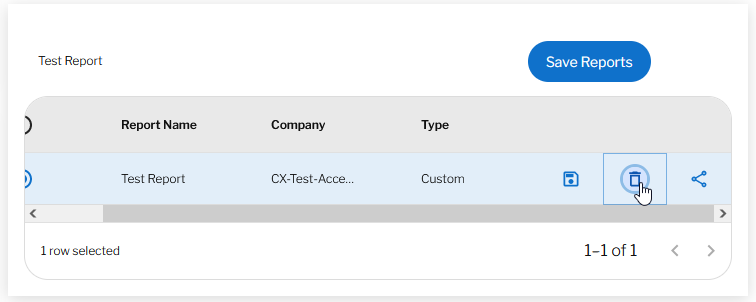 Test Report
Save Reports
Report Name Company Type
Test Report CX-Test-Acce... Custom
1 row selected
1–1 of 1